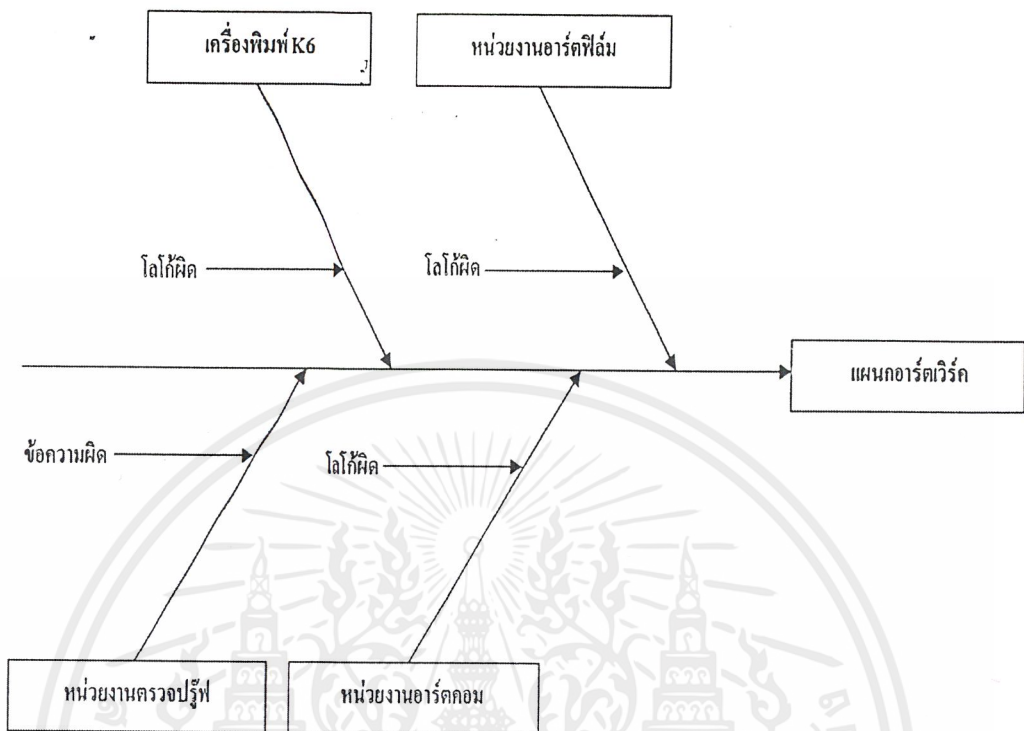 เครื่องพิมพ์ K6
หน่วยงานอาร์ตฟิล์ม
โลโก้ผิด
โลโก้ผิด
แผนกอาร์ตเวิร์ค
ข้อความผิด
โลโก้ผิด
หน่วยงานตรวจปรู๊ฟ
หน่วยงานอาร์ตคอม